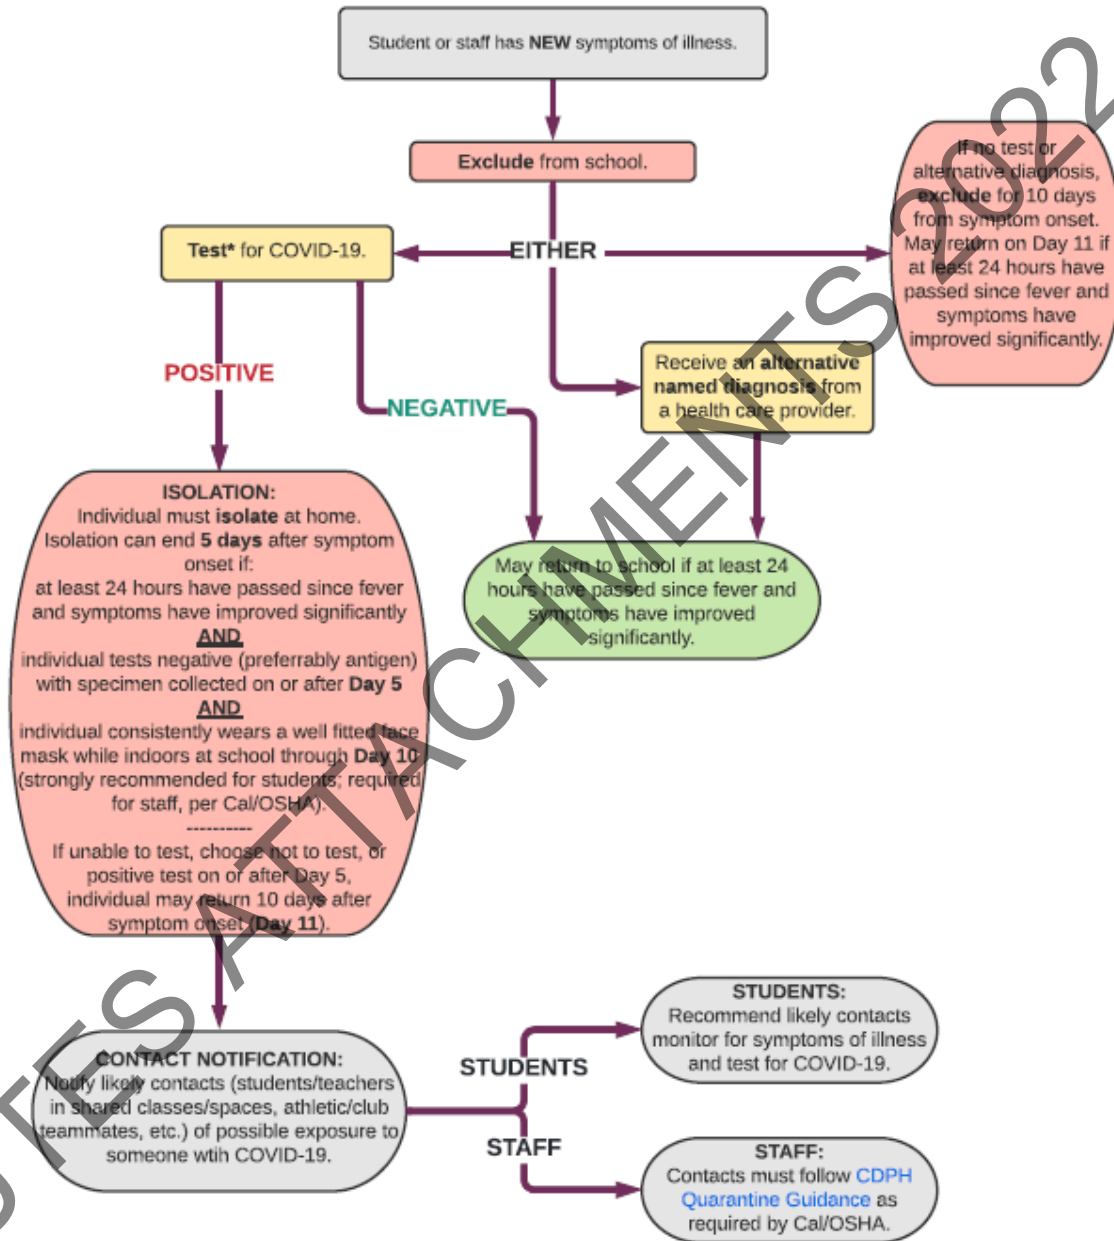 Student or staff has NEW symptoms of illness.
Exclude from school.
If no test or
alternative diagnosis,
exclude for 10 days
from symptom onset.
May return on Day 11 if
at least 24 hours have
passed since fever and
symptoms have
improved significantly.
Test* for COVID-19.
EITHER
POSITIVE
NEGATIVE
Receive an alternative
named diagnosis from
a health care provider.
ISOLATION:
Individual must isolate at home.
Isolation can end 5 days after symptom
onset if:
at least 24 hours have passed since fever
and symptoms have improved significantly
AND
individual tests negative (preferrably antigen)
with specimen collected on or after Day 5
AND
individual consistently wears a well fitted face
mask while indoors at school through Day 10
(strongly recommended for students; required
for staff, per Cal/OSHA).
----------
If unable to test, choose not to test, or
positive test on or after Day 5,
individual may return 10 days after
symptom onset (Day 11).
May return to school if at least 24
hours have passed since fever and
symptoms have improved
significantly.
CONTACT NOTIFICATION:
Notify likely contacts (students/teachers
in shared classes/spaces, athletic/club
teammates, etc.) of possible exposure to
someone wtih COVID-19.
STUDENTS
STAFF
STUDENTS:
Recommend likely contacts
monitor for symptoms of illness
and test for COVID-19.
STAFF:
Contacts must follow CDPH
Quarantine Guidance as
required by Cal/OSHA.
UTES ATTACHMENTS 2022